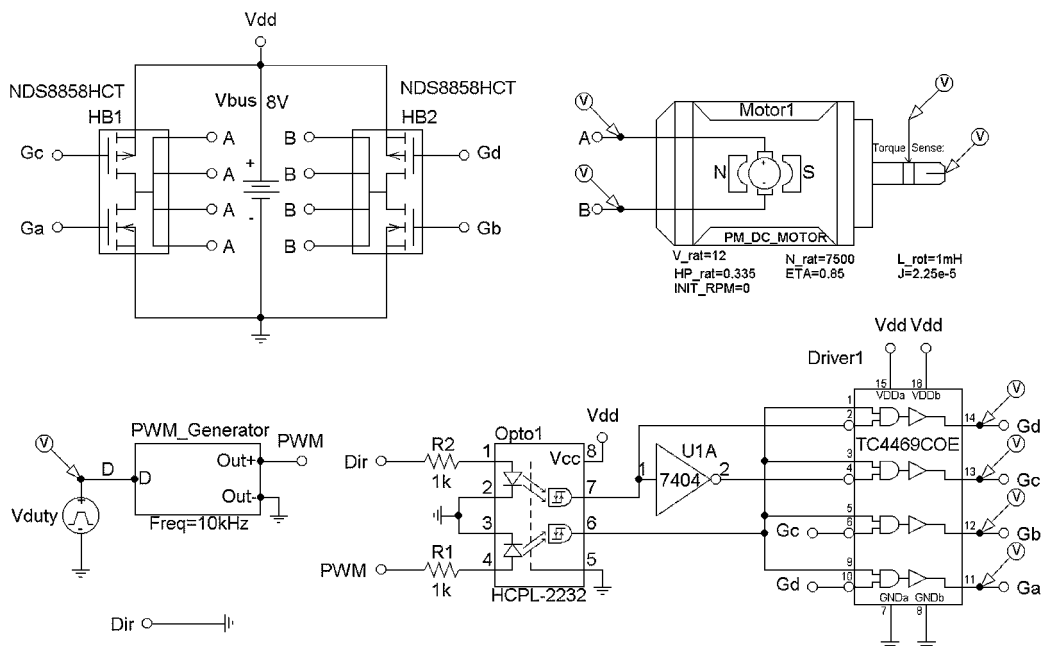 Vdd
NDS8858HCT
HB1
Vbus
8V
NDS8858HCT
HB2
Gc
Ga
A
A
A
A
+
-
B
B
B
B
Gd
Gb
V
V
V
V
A
B
Motor1
N
+
-
S
Torque Sense:
PM_DC_MOTOR
V_rat=12
HP_rat=0.335
INIT_RPM=0
N_rat=7500
ETA=0.85
L_rot=1mH
J=2.25e-5
V
D
Vduty
PWM_Generator
D
Out+
Out-
Freq=10kHz
PWM
Dir
Dir
R2
1k
PWM
R1
1k
Opto1
Vcc
1
2
3
4
8
7
6
5
HCPL-2232
Vdd
U1A
1
7404
2
Vdd Vdd
Driver1
15
16
VDDa VDDb
TC4469COE
1
2
3
4
5
6
9
10
Gc
Gd
14
13
12
11
V
V
V
V
Gd
Gc
Gb
Ga
GNDa GNDb
7
8